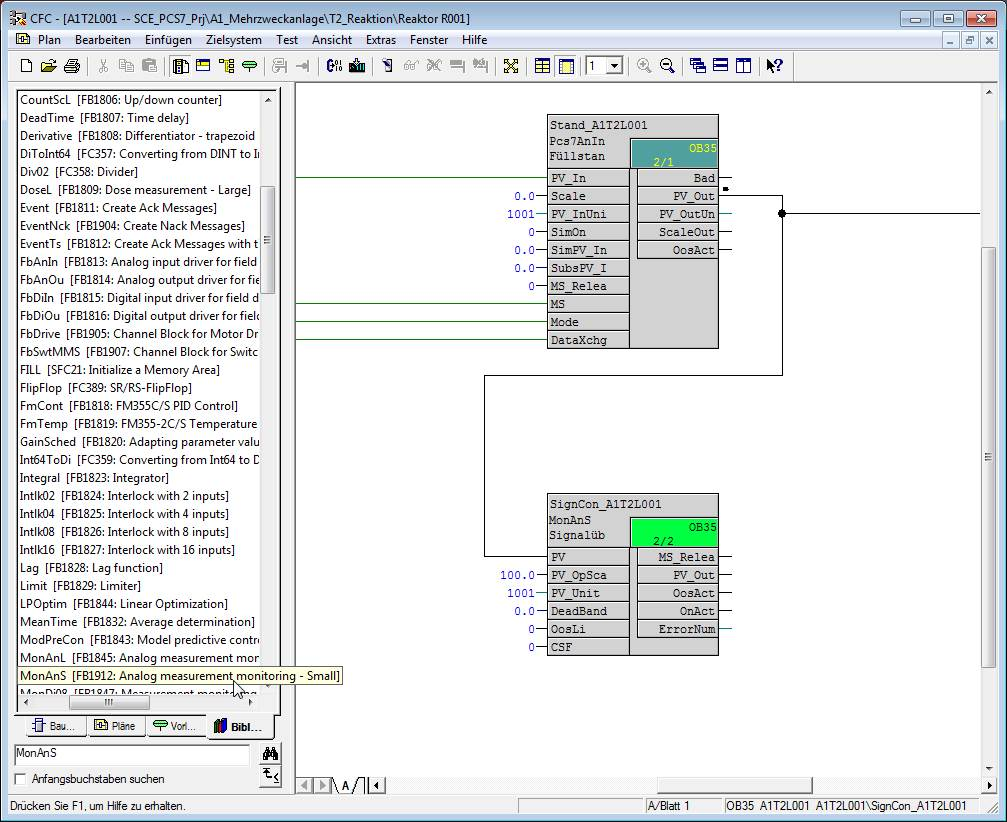 CFC - [A1T2L001 -- SCE_PCS7_Prj\A1_Mehrzweckanlage\T2_Reaktion\Reaktor R001]
Plan Bearbeiten Einfügen Zielsystem Test Ansicht Extras Fenster Hilfe
1
CountScL [FB1806: Up/down counter]
DeadTime [FB1807: Time delay]
Derivative [FB1808: Differentiator - trapezoid
DiToInt64 [FC357: Converting from DINT to I
Div02 [FC358: Divider]
DoseL [FB1809: Dose measurement - Large]
Event [FB1811: Create Ack Messages]
EventNck [FB1904: Create Nack Messages]
EventTs [FB1812: Create Ack Messages with t
FbAnIn [FB1813: Analog input driver for field
FbAnOu [FB1814: Analog output driver for fie
FbDiIn [FB1815: Digital input driver for field d
FbDiOu [FB1816: Digital output driver for field
FbDrive [FB1905: Channel Block for Motor Dr
FbSwtMMS [FB1907: Channel Block for Switc
FILL [SFC21: Initialize a Memory Area]
FlipFlop [FC389: SR/RS-FlipFlop]
FmCont [FB1818: FM355C/S PID Control]
FmTemp [FB1819: FM355-2C/S Temperature
GainSched [FB1820: Adapting parameter valu
Int64ToDi [FC359: Converting from Int64 to D
Integral [FB1823: Integrator]
Intlk02 [FB1824: Interlock with 2 inputs]
Intlk04 [FB1825: Interlock with 4 inputs]
Intlk08 [FB1826: Interlock with 8 inputs]
Intlk16 [FB1827: Interlock with 16 inputs]
Lag [FB1828: Lag function]
Limit [FB1829: Limiter]
LPOptim [FB1844: Linear Optimization]
MeanTime [FB1832: Average determination]
ModPreCon [FB1843: Model predictive contro
MonAnL [FB1845: Analog measurement mon
MonAnS [FB1912: Analog measurement monitoring - Small]
MonDi08 [FB1847: Measurement monitoring
Bau... Pläne Vorl... Bibl...
MonAnS
Anfangsbuchstaben suchen
Stand_A1T2L001
Pcs7AnIn
Füllstan
OB35
2/1
PV_In Bad
0.0 Scale PV_Out
1001 PV_InUni PV_OutUn
0 SimOn ScaleOut
0.0 SimPV_In OosAct
0.0 SubsPV_I
0 MS_Relea
MS
Mode
DataXchg
SignCon_A1T2L001
MonAnS
Signalüb
OB35
2/2
PV MS_Relea
100.0 PV_OpSca PV_Out
1001 PV_Unit OosAct
0.0 DeadBand OnAct
0 OosLi ErrorNum
0 CSF
A
Drücken Sie F1, um Hilfe zu erhalten.
A/Blatt 1
OB35 A1T2L001 A1T2L001\SignCon_A1T2L001